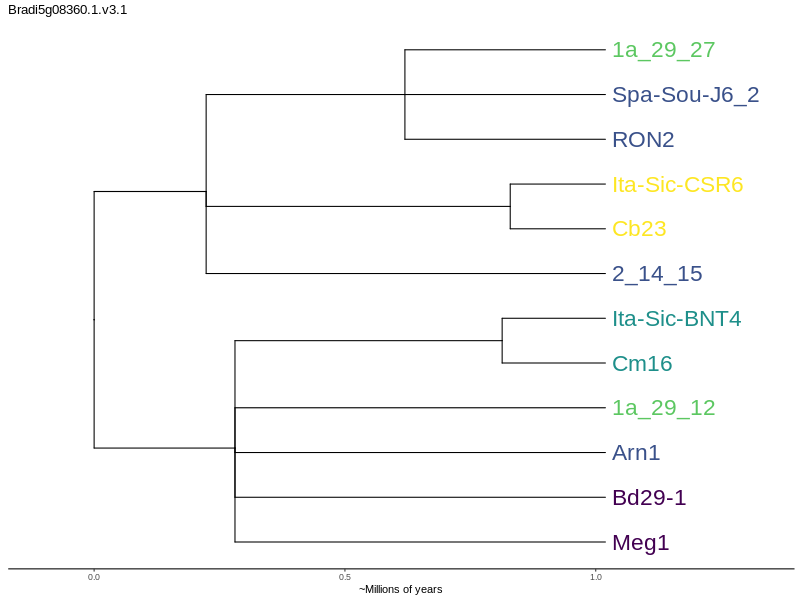 Bradi5g08360.1.v3.1
1a_29_27
Spa-Sou-J6_2
RON2
Ita-Sic-CSR6
Cb23
2_14_15
Ita-Sic-BNT4
Cm16
1a_29_12
Arn1
Bd29-1
Meg1
0.0 0.5 1.0
~Millions of years